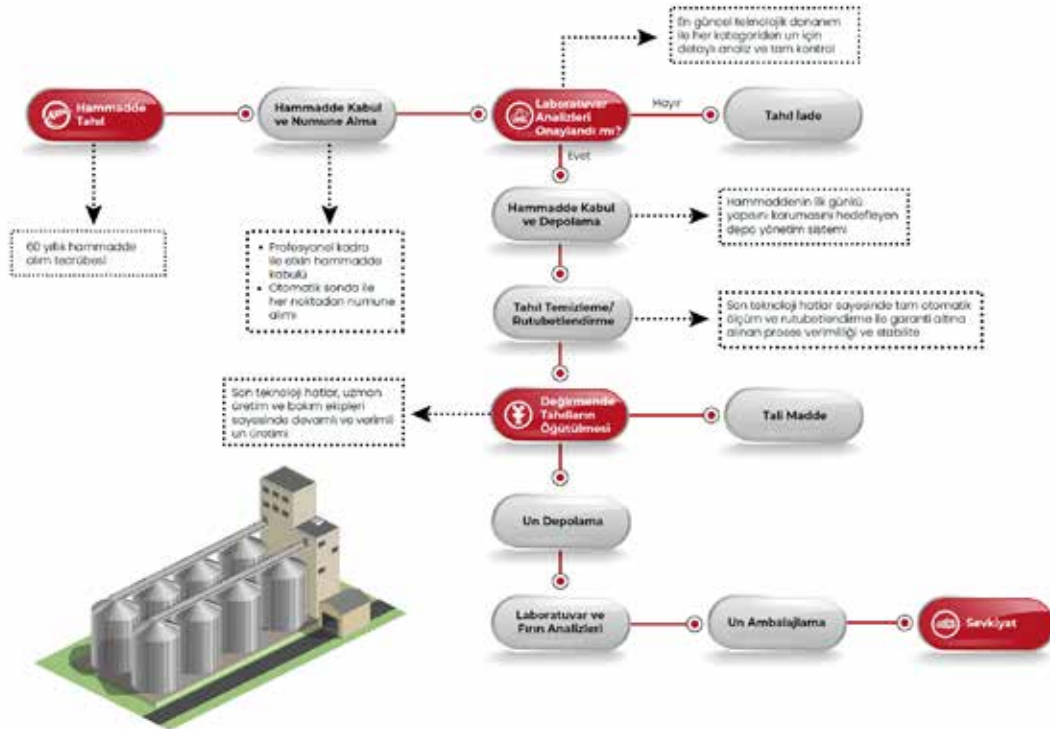 En güncel teknolojik donanım
ile her kategoriden un için
detaylı analiz ve tam kontrol
Hammadde
Tahıl
Hammadde Kabul
ve Numune Alma
Laboratuvar
Analizleri
Onaylandı mı?
Hayır
Tahıl İade
Evet
60 yıllık hammadde
alım tecrübesi
• Profesyonel kadro
ile etkin hammadde
kabulü
• Otomatik sonda ile
her noktadan numune
alımı
Hammadde Kabul
ve Depolama
Hammaddenin ilk günkü
yapısını korumasını hedefleyen
depo yönetim sistemi
Tahıl Temizleme/
Rutubetlendirme
Son teknoloji hatlar sayesinde tam otomatik
ölçüm ve rutubetlendirme ile garanti altına
alınan proses verimliliği ve stabilite
Son teknoloji hatlar, uzman
üretim ve bakım ekipleri
sayesinde devamlı ve verimli
un üretimi
Değirmende
Tahılların
Öğütülmesi
Tali Madde
Un Depolama
Laboratuvar ve
Fırın Analizleri
Un Ambalajlama
Sevkiyat